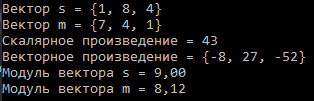 Вектор s = {1, 8, 4}
Вектор m = {7, 4, 1}
Скалярное произведение = 43
Векторное произведение = {-8, 27, -52}
Модуль вектора s = 9,00
Модуль вектора m = 8,12